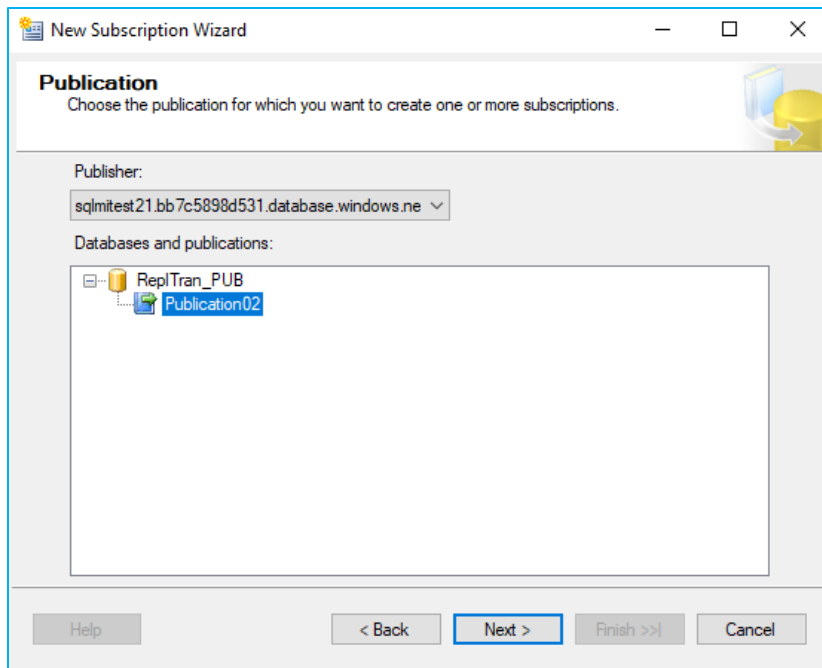 New Subscription Wizard
Publication
Choose the publication for which you want to create one or more subscriptions.
Publisher:
sqlmitest21.bb7c5898d531.database.windows.ne
Databases and publications:
ReplTran_PUB
Publication02
Help
< Back
Next >
Finish >>|
Cancel